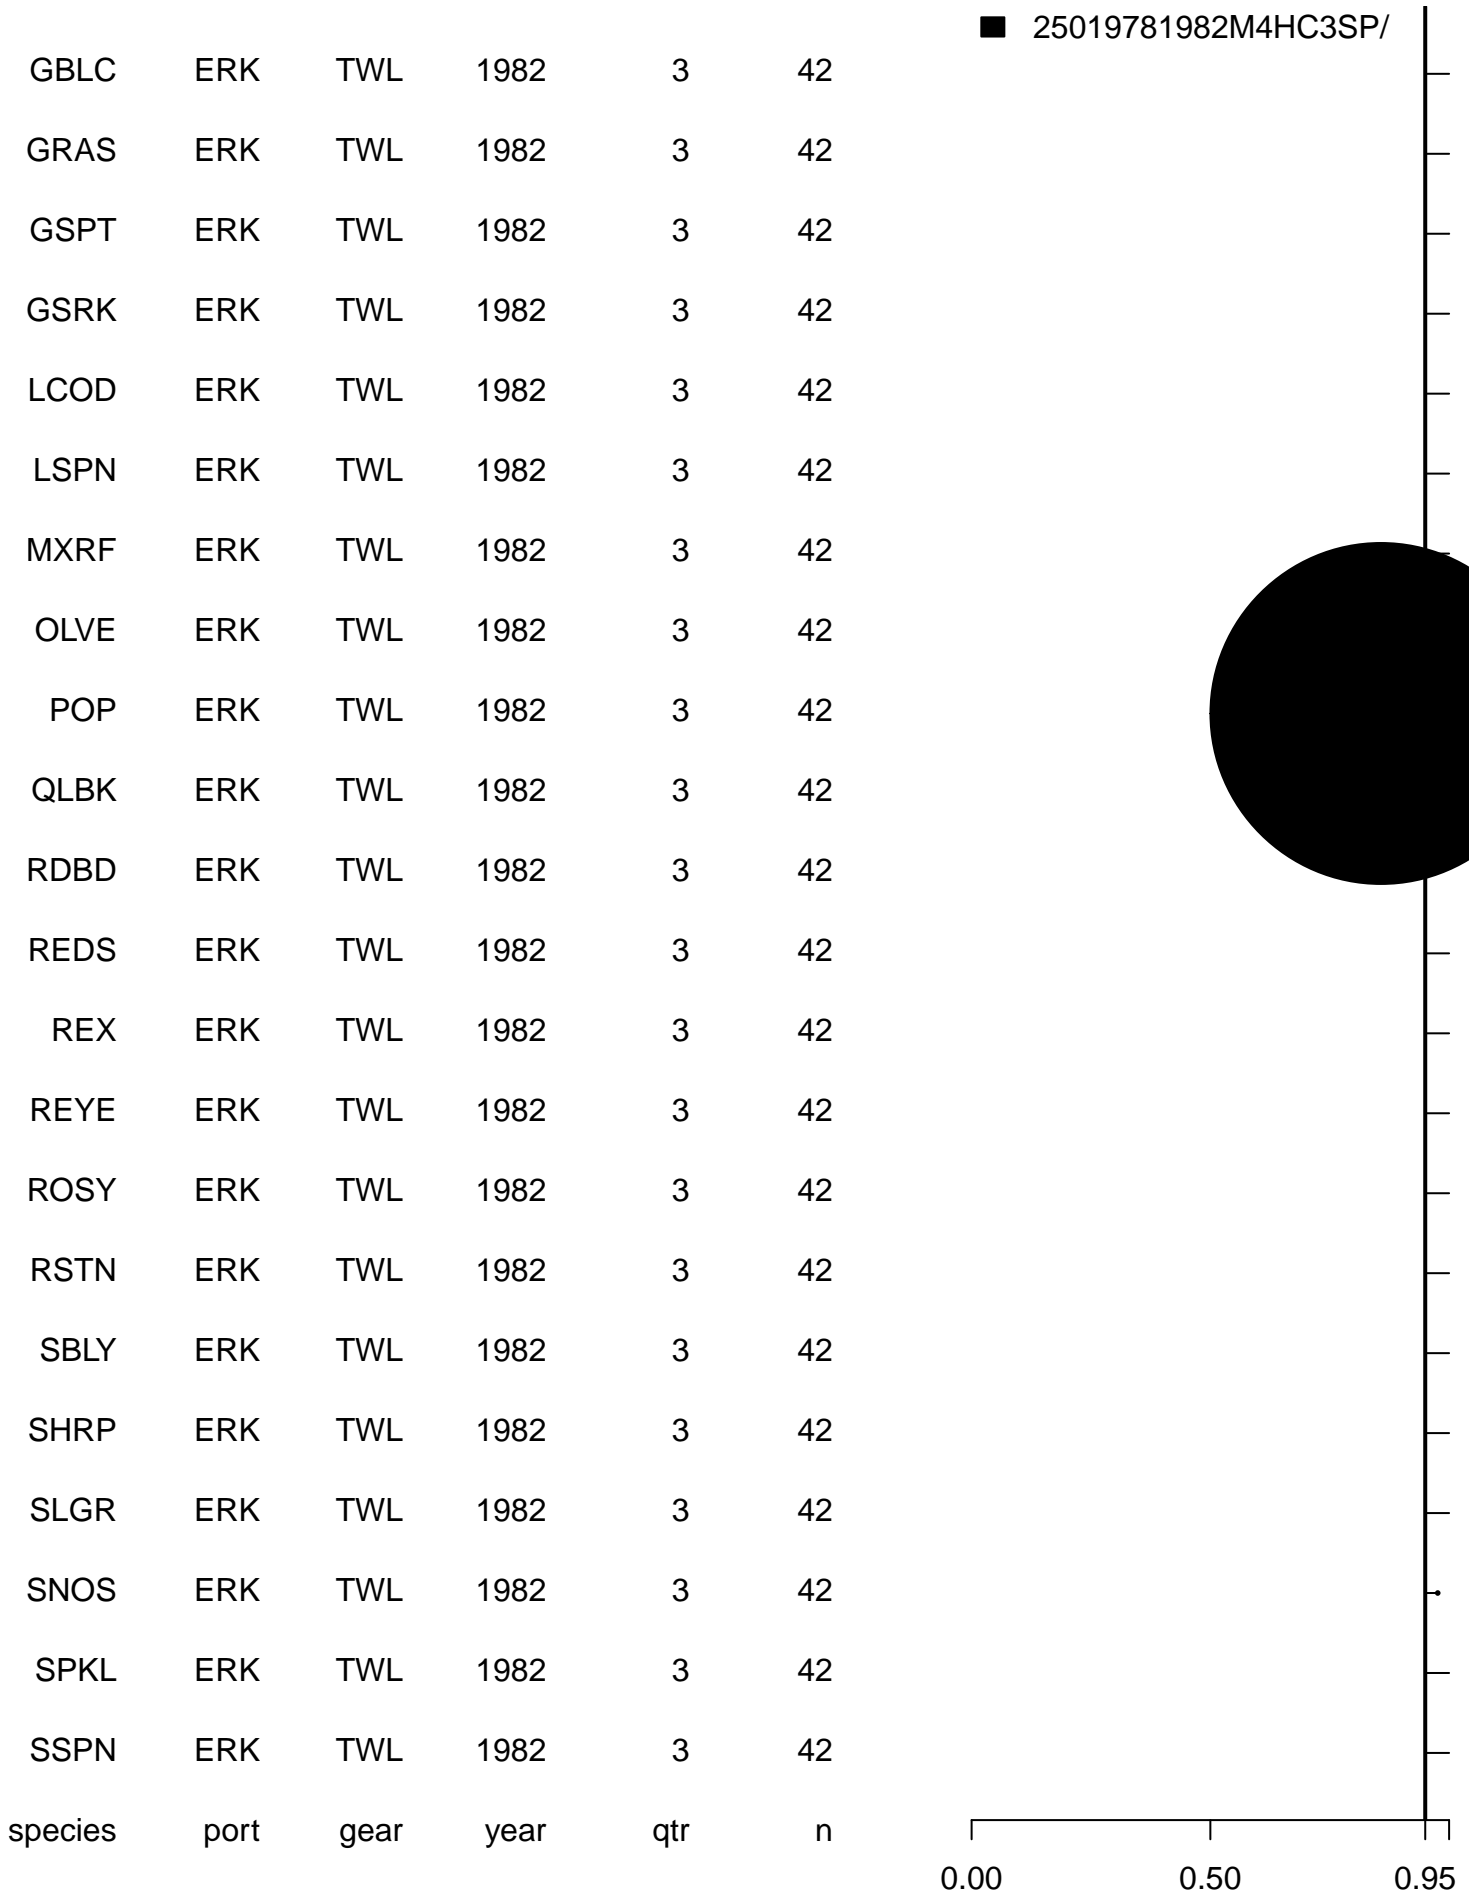 25019781982M4HC3SP/
GBLC ERK TWL 1982 3 42
GRAS ERK TWL 1982 3 42
GSPT ERK TWL 1982 3 42
GSRK ERK TWL 1982 3 42
LCOD ERK TWL 1982 3 42
LSPN ERK TWL 1982 3 42
MXRF ERK TWL 1982 3 42
OLVE ERK TWL 1982 3 42
POP ERK TWL 1982 3 42
QLBK ERK TWL 1982 3 42
RDBD ERK TWL 1982 3 42
REDS ERK TWL 1982 3 42
REX ERK TWL 1982 3 42
REYE ERK TWL 1982 3 42
ROSY ERK TWL 1982 3 42
RSTN ERK TWL 1982 3 42
SBLY ERK TWL 1982 3 42
SHRP ERK TWL 1982 3 42
SLGR ERK TWL 1982 3 42
SNOS ERK TWL 1982 3 42
SPKL ERK TWL 1982 3 42
SSPN ERK TWL 1982 3 42
species port gear year qtr n
0.00 0.50 0.95